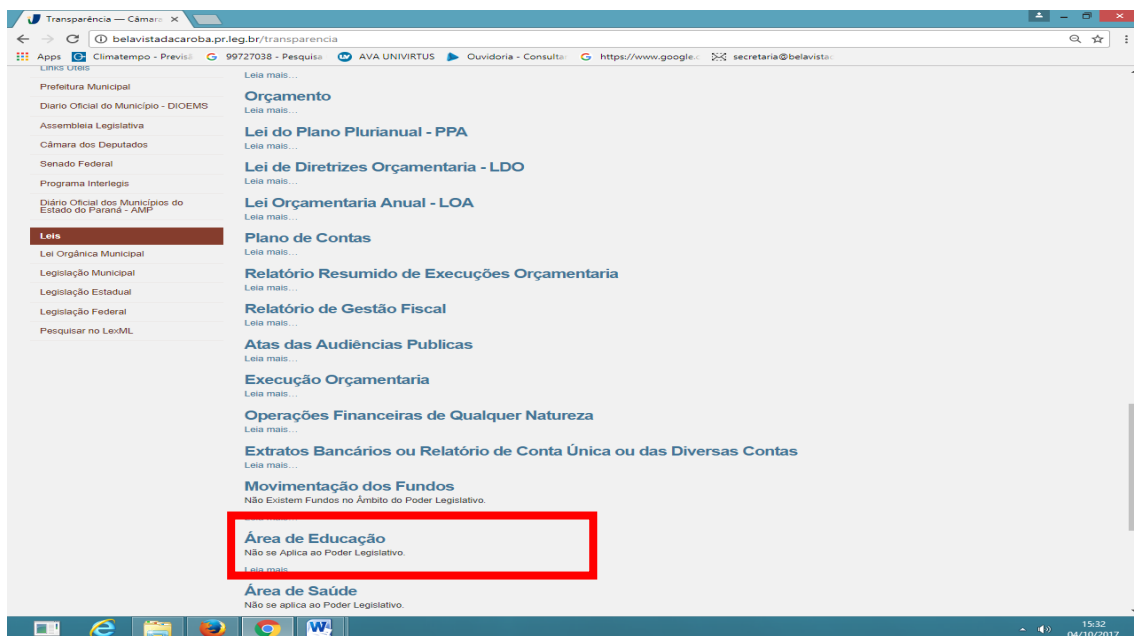 Transparência — Câmara
belavistadacaroba.pr.leg.br/transparencia
Apps Climatempo - Previsã 99727038 - Pesquisa AVA UNIVIRTUS Ouvidoria - Consultar https://www.google.c secretaria@belavistad
Links Úteis
Prefeitura Municipal
Diario Oficial do Município - DIOEMS
Assembleia Legislativa
Câmara dos Deputados
Senado Federal
Programa Interlegis
Diário Oficial dos Municípios do
Estado do Paraná - AMP
Leis
Lei Orgânica Municipal
Legislação Municipal
Legislação Estadual
Legislação Federal
Pesquisar no LexML
Leia mais…
Orçamento
Leia mais…
Lei do Plano Plurianual - PPA
Leia mais…
Lei de Diretrizes Orçamentaria - LDO
Leia mais…
Lei Orçamentaria Anual - LOA
Leia mais…
Plano de Contas
Leia mais…
Relatório Resumido de Execuções Orçamentaria
Leia mais…
Relatório de Gestão Fiscal
Leia mais…
Atas das Audiências Publicas
Leia mais…
Execução Orçamentaria
Leia mais…
Operações Financeiras de Qualquer Natureza
Leia mais…
Extratos Bancários ou Relatório de Conta Única ou das Diversas Contas
Leia mais…
Movimentação dos Fundos
Não Existem Fundos no Âmbito do Poder Legislativo.
Área de Educação
Não se Aplica ao Poder Legislativo.
Leia mais…
Área de Saúde
Não se aplica ao Poder Legislativo.
15:32
04/10/2017